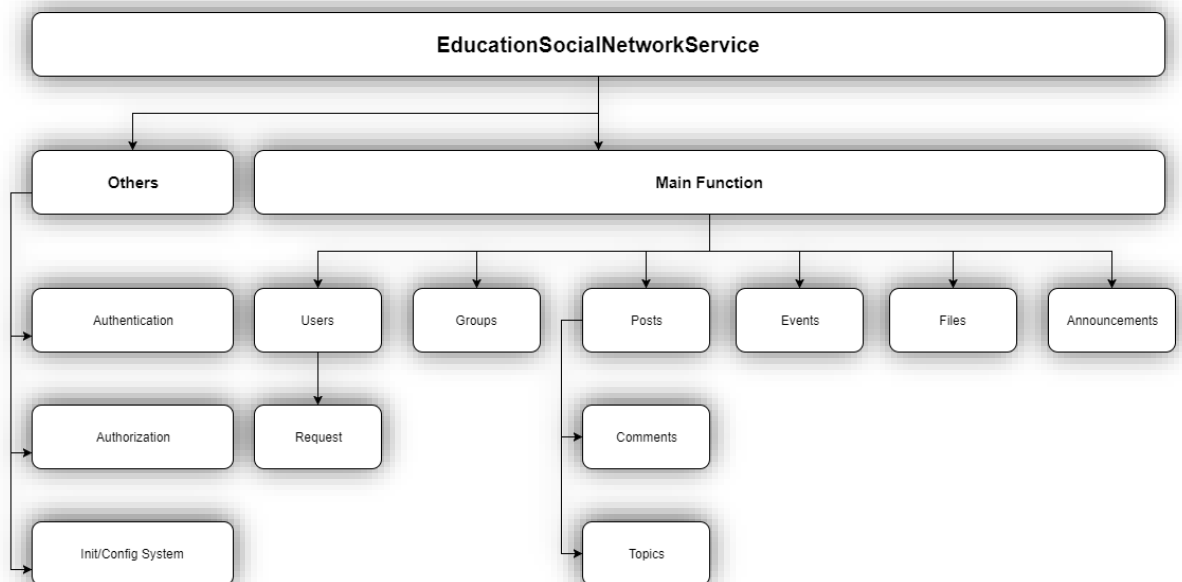 EducationSocialNetworkService
Others
Main Function
Authentication
Users
Groups
Posts
Events
Files
Announcements
Authorization
Request
Comments
Init/Config System
Topics